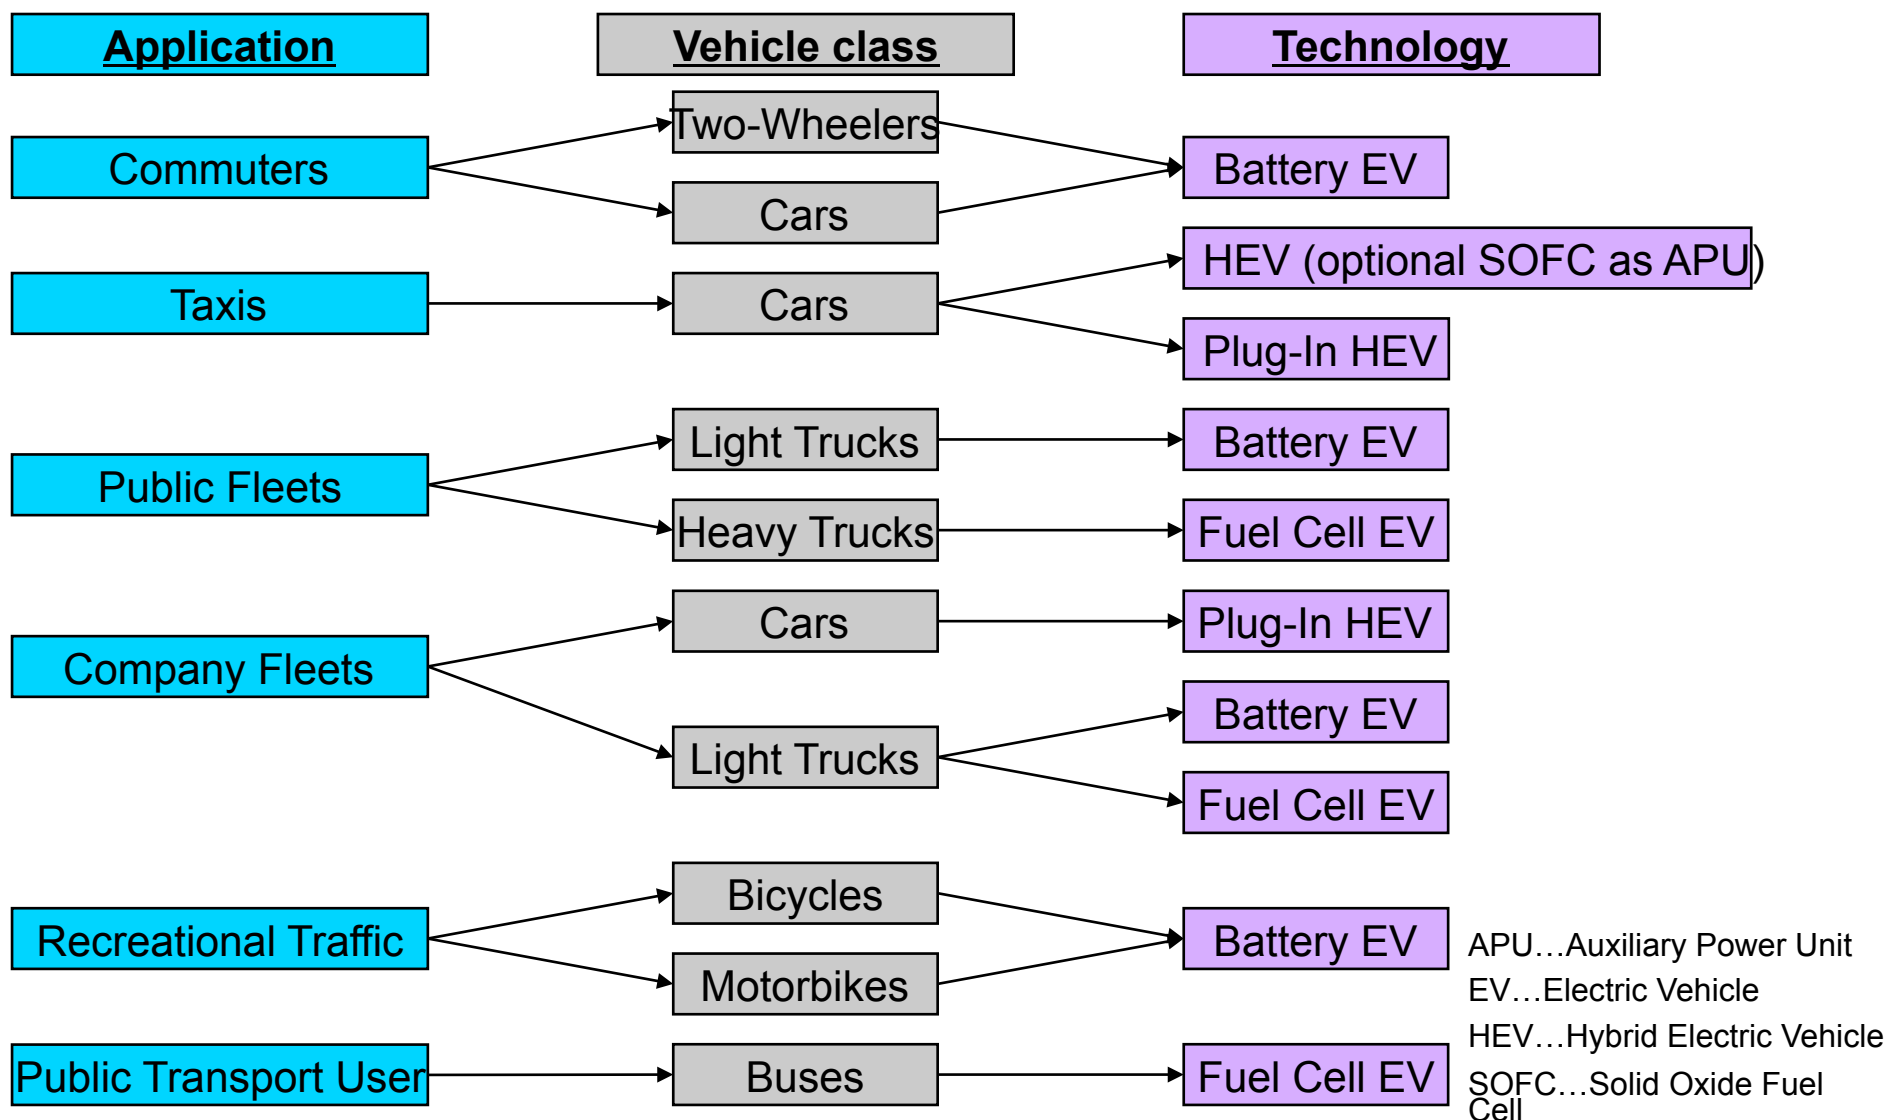 Application
Vehicle class
Technology
Two-Wheelers
Commuters
Battery EV
Cars
HEV (optional SOFC as APU)
Taxis
Cars
Plug-In HEV
Light Trucks
Battery EV
Public Fleets
Heavy Trucks
Fuel Cell EV
Cars
Plug-In HEV
Company Fleets
Battery EV
Light Trucks
Fuel Cell EV
Bicycles
Recreational Traffic
Battery EV
Motorbikes
Public Transport User
Buses
Fuel Cell EV
APU…Auxiliary Power Unit
EV…Electric Vehicle
HEV…Hybrid Electric Vehicle
SOFC…Solid Oxide Fuel
Cell